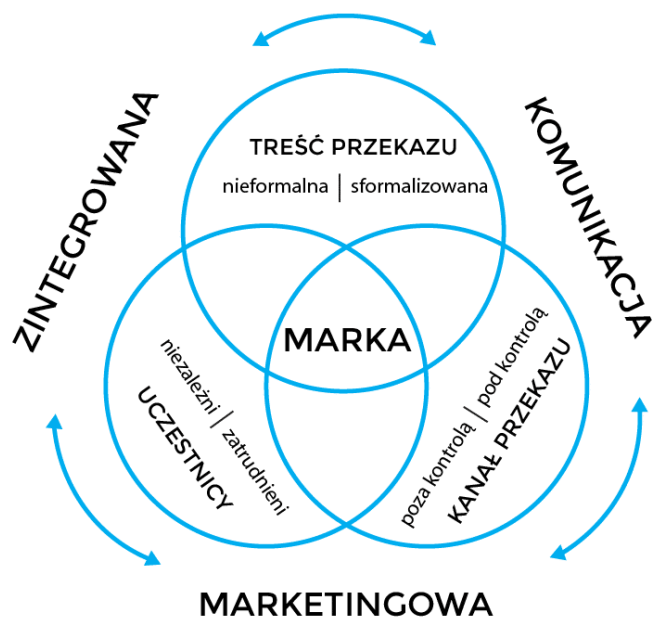 ZINTEGROWANA
KOMUNIKACJA
TREŚĆ PRZEKAZU
nieformalna | sformalizowana
MARKA
niezależni | zatrudnieni
UCZESTNICY
poza kontrolą | pod kontrolą
KANAŁ PRZEKAZU
MARKETINGOWA